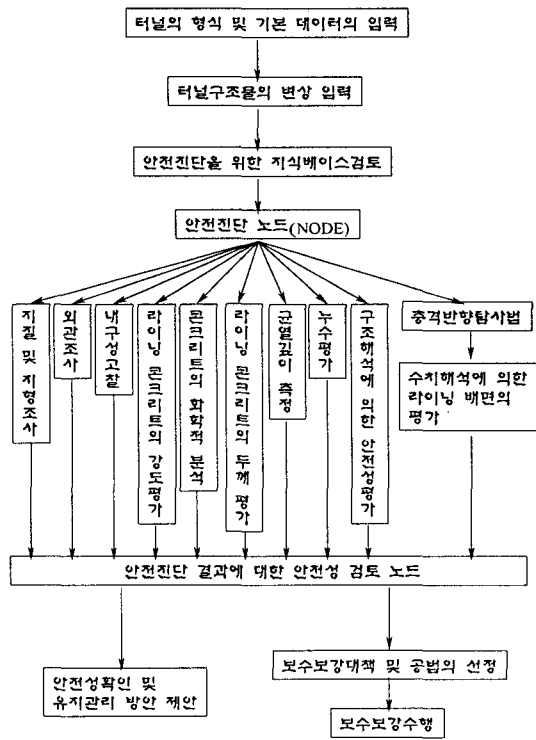 터널의 형식 및 기본 데이터의 입력
터널구조물의 변상 입력
안전진단을 위한 지식베이스검토
안전진단 노드(NODE)
지질 및 지형조사
외관조사
내구성고찰
라이닝 콘크리트의 강도평가
콘크리트의 화학적 분석
라이닝 콘크리트의 두께 평가
균열깊이 측정
누수평가
구조해석에 의한 안전성평가
충격반향탐사법
수치해석에 의한
라이닝 배면의
평가
안전진단 결과에 대한 안전성 검토 노드
안전성확인 및
유지관리 방안 제안
보수보강대책 및 공법의 선정
보수보강수행